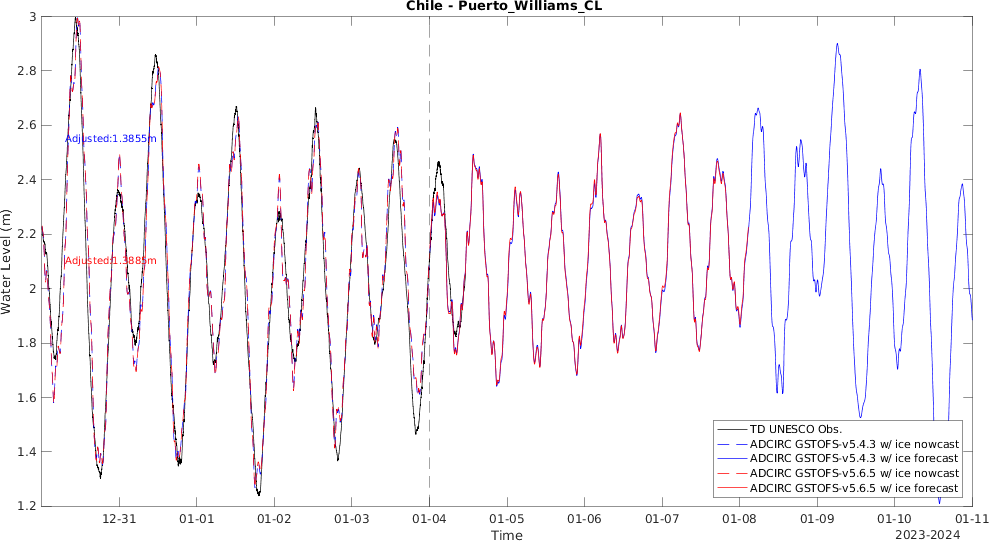 Chile - Puerto_Williams_CL
3
2.8
2.6
2.4
2.2
2
1.8
1.6
1.4
1.2
Water Level (m)
Adjusted:1.3855m
Adjusted:1.3885m
TD UNESCO Obs.
ADCIRC GSTOFS-v5.4.3 w/ ice nowcast
ADCIRC GSTOFS-v5.4.3 w/ ice forecast
ADCIRC GSTOFS-v5.6.5 w/ ice nowcast
ADCIRC GSTOFS-v5.6.5 w/ ice forecast
12-31 01-01 01-02 01-03 01-04 01-05 01-06 01-07 01-08 01-09 01-10 01-11
Time
2023-2024